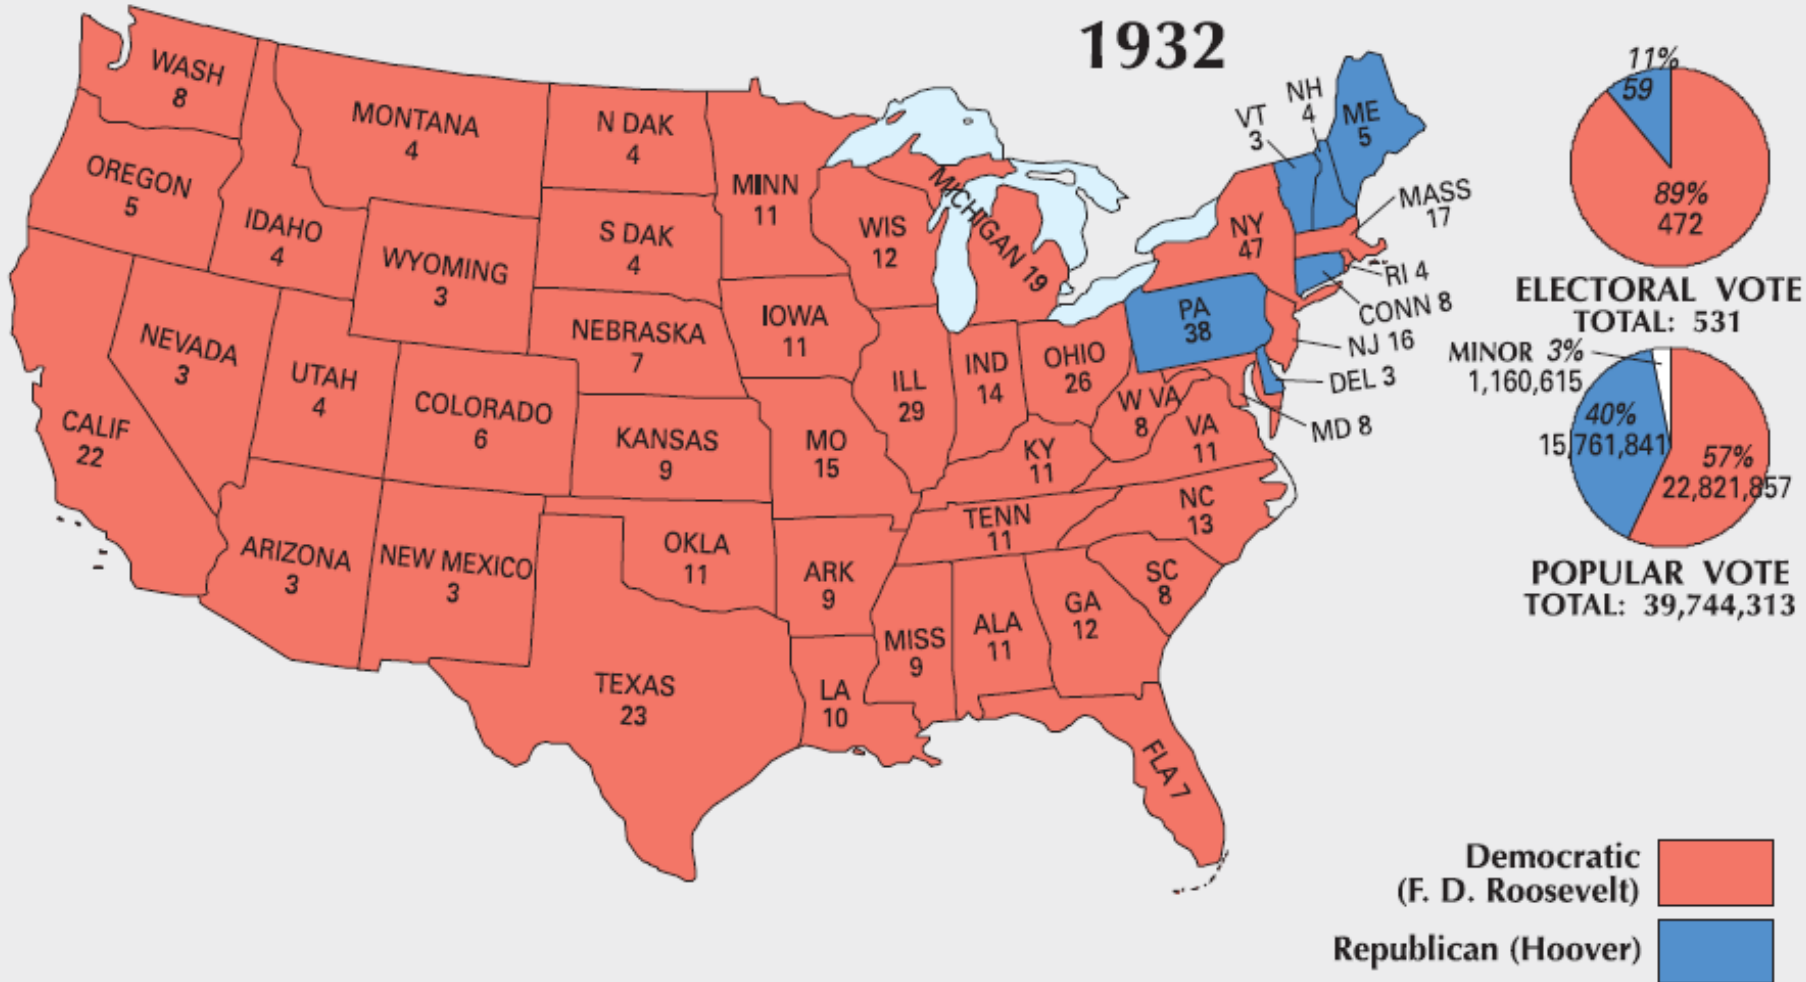 1932
WASH
8
OREGON
5
CALIF
22
IDAHO
4
NEVADA
3
MONTANA
4
WYOMING
3
UTAH
4
COLORADO
6
ARIZONA
3
NEW MEXICO
3
N DAK
4
S DAK
4
NEBRASKA
7
KANSAS
9
OKLA
11
TEXAS
23
MINN
11
IOWA
11
MO
15
ARK
9
LA
10
WIS
12
ILL
29
MICHIGAN 19
IND
14
OHIO
26
KY
11
TENN
11
MISS
9
ALA
11
GA
12
FLA 7
SC
8
NC
13
VA
11
W VA
8
PA
38
NY
47
VT
3
NH
4
ME
5
MASS
17
RI 4
CONN 8
NJ 16
DEL 3
MD 8
11%
59
89%
472
ELECTORAL VOTE
TOTAL: 531
MINOR 3%
1,160,615
40%
15,761,841
57%
22,821,857
POPULAR VOTE
TOTAL: 39,744,313
Democratic
(F. D. Roosevelt)
Republican (Hoover)